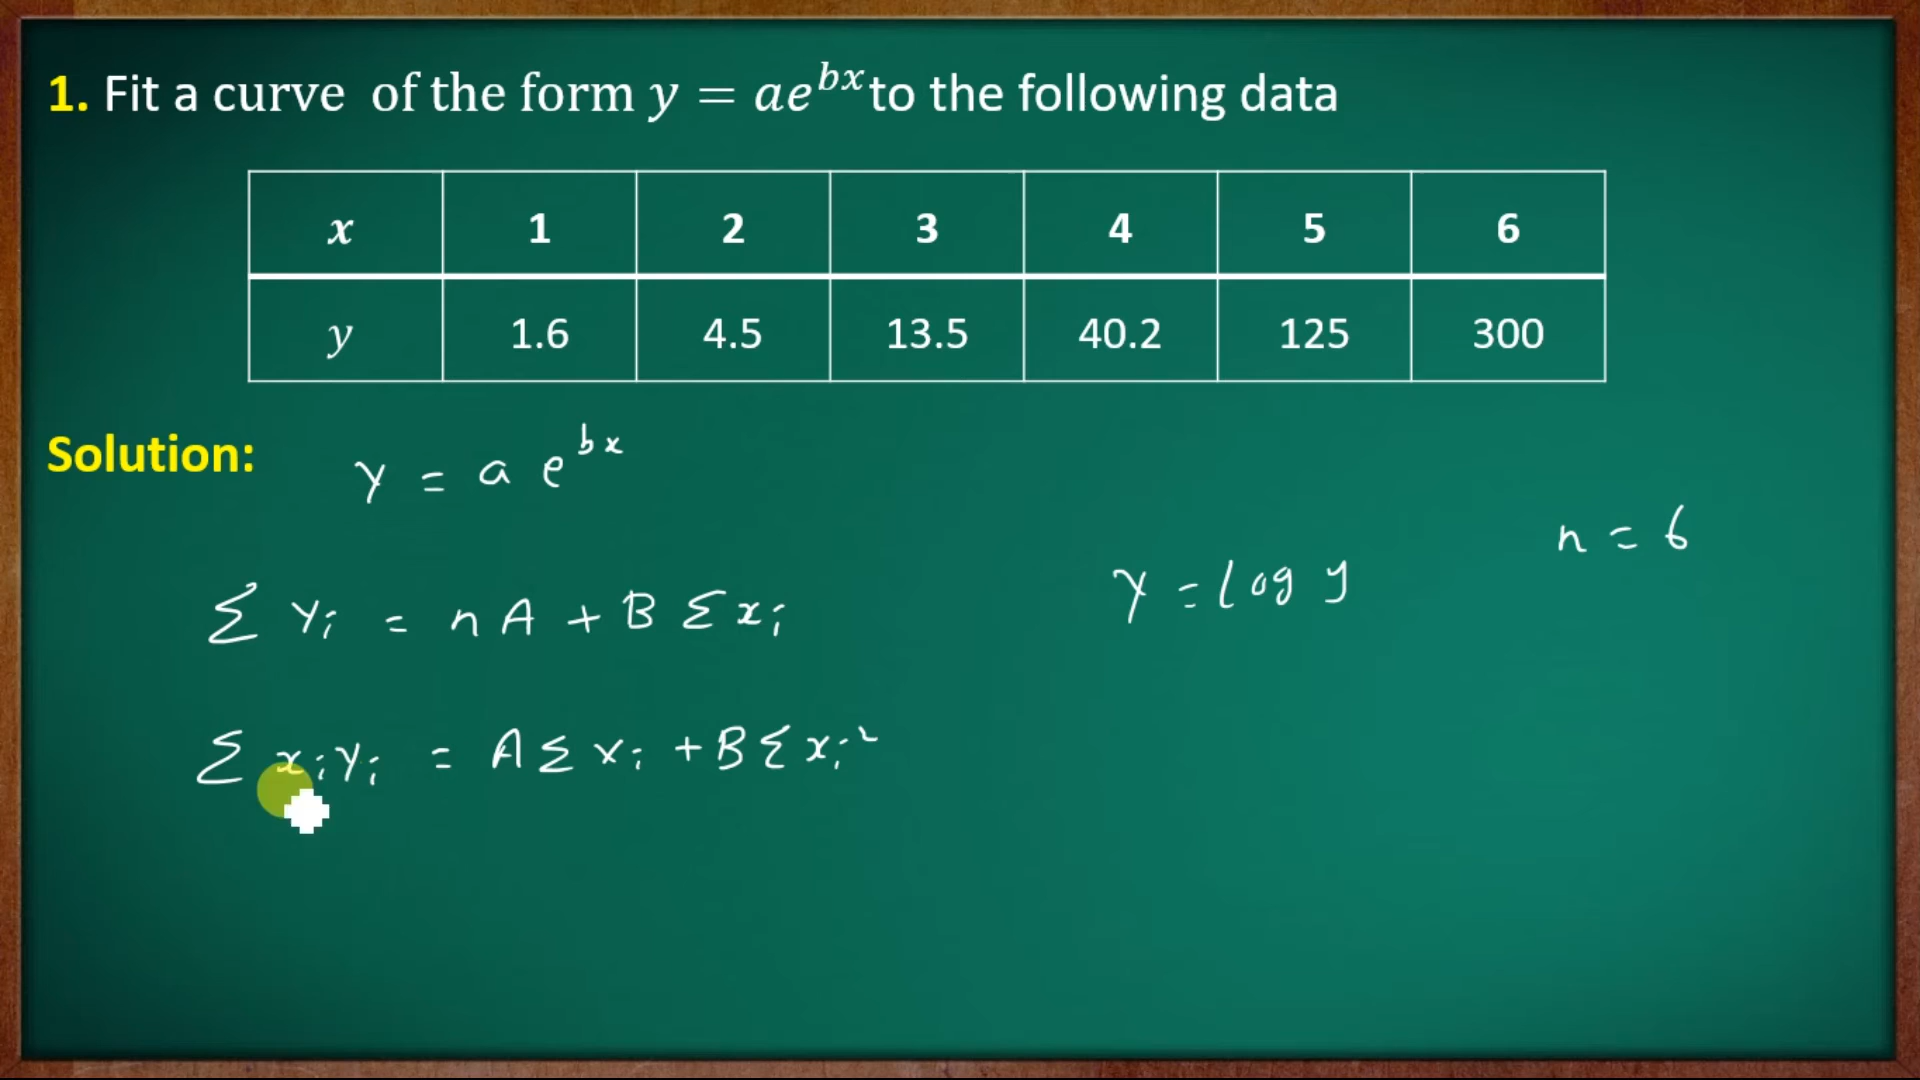 1. Fit a curve of the form y = ae^{bx} to the following data
x 1 2 3 4 5 6
y 1.6 4.5 13.5 40.2 125 300
Solution: y = a e^{bx}
n = 6
Y = log y
Σ Yᵢ = nA + B Σ xᵢ
Σ xᵢYᵢ = A Σ xᵢ + B Σ xᵢ²